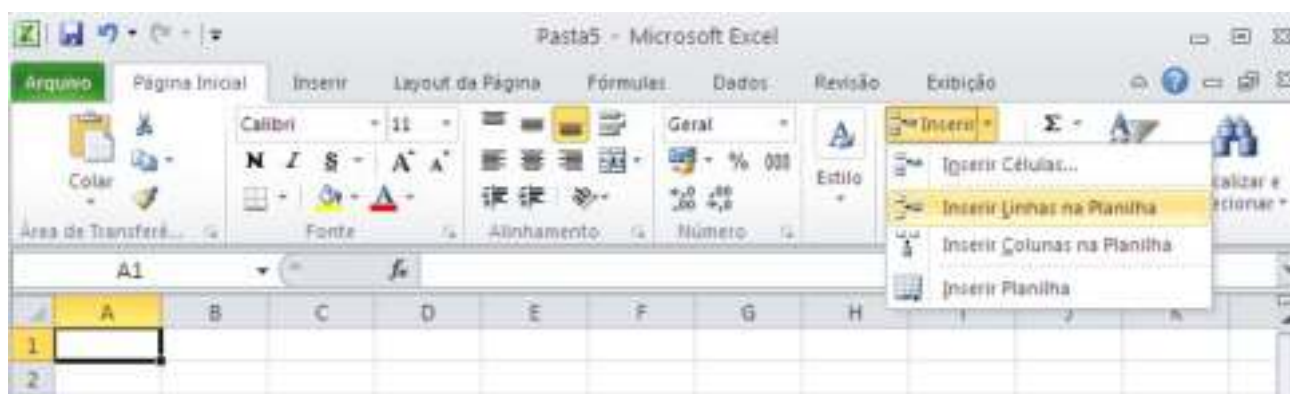 Pasta5 - Microsoft Excel
Arquivo Página Inicial Inserir Layout da Página Fórmulas Dados Revisão Exibição
Colar
Calibri 11
N I S A A
Geral
% 000
Estilo
Inserir
Σ
Inserir Células...
Inserir Linhas na Planilha
Inserir Colunas na Planilha
Inserir Planilha
Área de Transferê... Fonte Alinhamento Número
A1 fx
A B C D E F G H
1
2